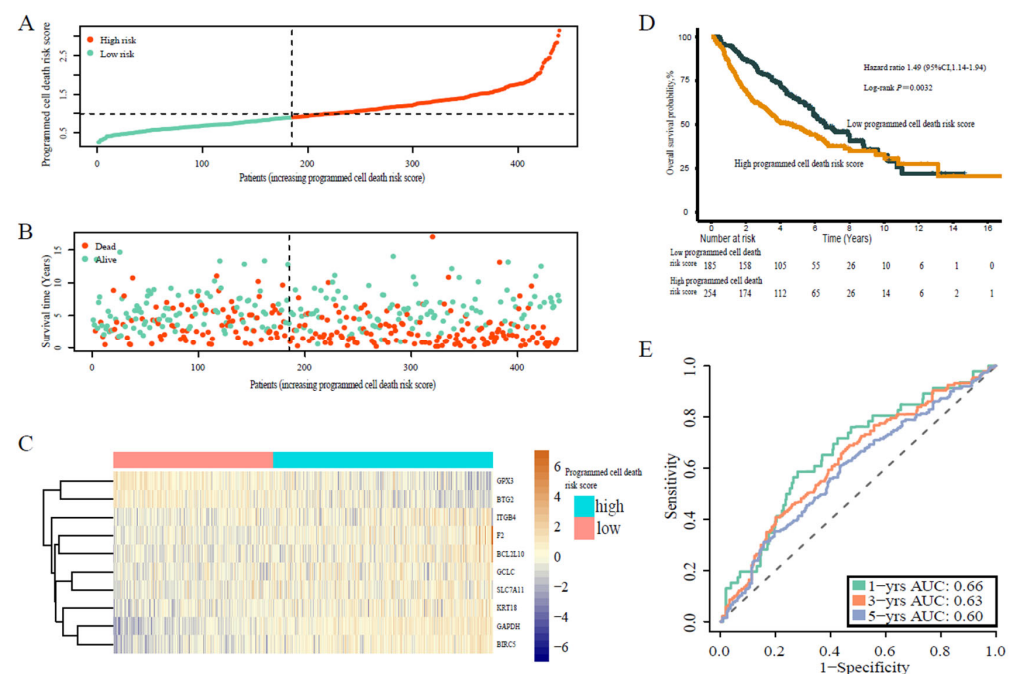 A
Programmed cell death risk score
2.5
1.5
0.5
High risk
Low risk
0
100
200
300
400
Patients (increasing programmed cell death risk score)
B
Survival time (Years)
15
10
5
0
Dead
Alive
0
100
200
300
400
Patients (increasing programmed cell death risk score)
C
GPX3
BTG2
ITGB4
F2
BCL2L10
GCLC
SLC7A11
KRT18
GAPDH
BIRC5
6
4
2
0
−2
−4
−6
Programmed cell death
risk score
high
low
D
Overall survival probability,%
100
75
50
25
0
Hazard ratio 1.49 (95%CI,1.14-1.94)
Log-rank P=0.0032
Low programmed cell death risk score
High programmed cell death risk score
0 2 4 6 8 10 12 14 16
Number at risk
Time (Years)
Low programmed cell death
risk score 185 158 105 55 26 10 6 1 0
High programmed cell death
risk score 254 174 112 65 26 14 6 2 1
E
Sensitivity
1.0
0.8
0.6
0.4
0.2
0.0
1−yrs AUC: 0.66
3−yrs AUC: 0.63
5−yrs AUC: 0.60
0.0 0.2 0.4 0.6 0.8 1.0
1−Specificity